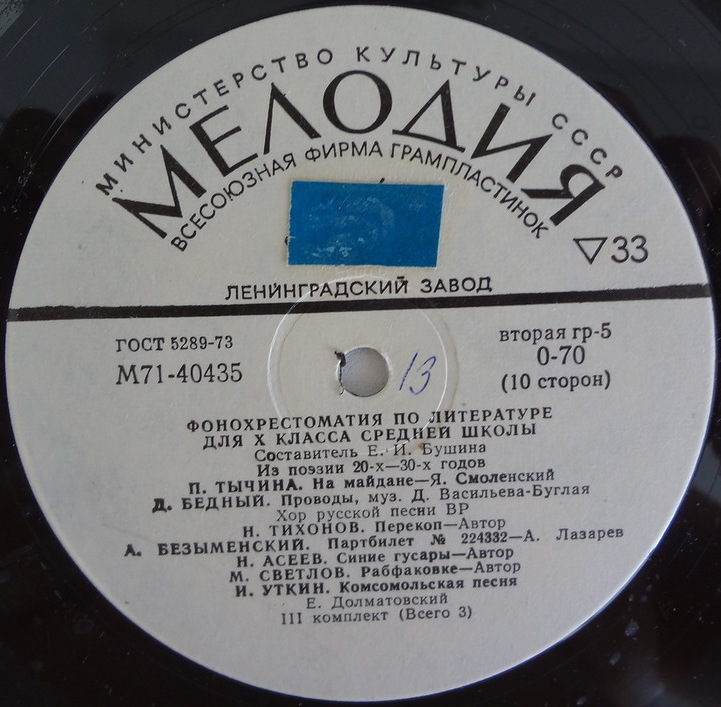 МИНИСТЕРСТВО КУЛЬТУРЫ СССР
МЕЛОДИЯ
ВСЕСОЮЗНАЯ ФИРМА ГРАМПЛАСТИНОК
▽33
ЛЕНИНГРАДСКИЙ ЗАВОД
ГОСТ 5289-73
М71-40435
вторая гр-5
0-70
(10 сторон)
13
ФОНОХРЕСТОМАТИЯ ПО ЛИТЕРАТУРЕ
ДЛЯ X КЛАССА СРЕДНЕЙ ШКОЛЫ
Составитель Е. И. Бушина
Из поэзии 20-х—30-х годов
П. ТЫЧИНА. На майдане—Я. Смоленский
Д. БЕДНЫЙ. Проводы, муз. Д. Васильева-Буглая
Хор русской песни ВР
Н. ТИХОНОВ. Перекоп—Автор
А. БЕЗЫМЕНСКИЙ. Партбилет № 224332—А. Лазарев
Н. АСЕЕВ. Синие гусары—Автор
М. СВЕТЛОВ. Рабфаковке—Автор
И. УТКИН. Комсомольская песня
Е. Долматовский
III комплект (Всего 3)